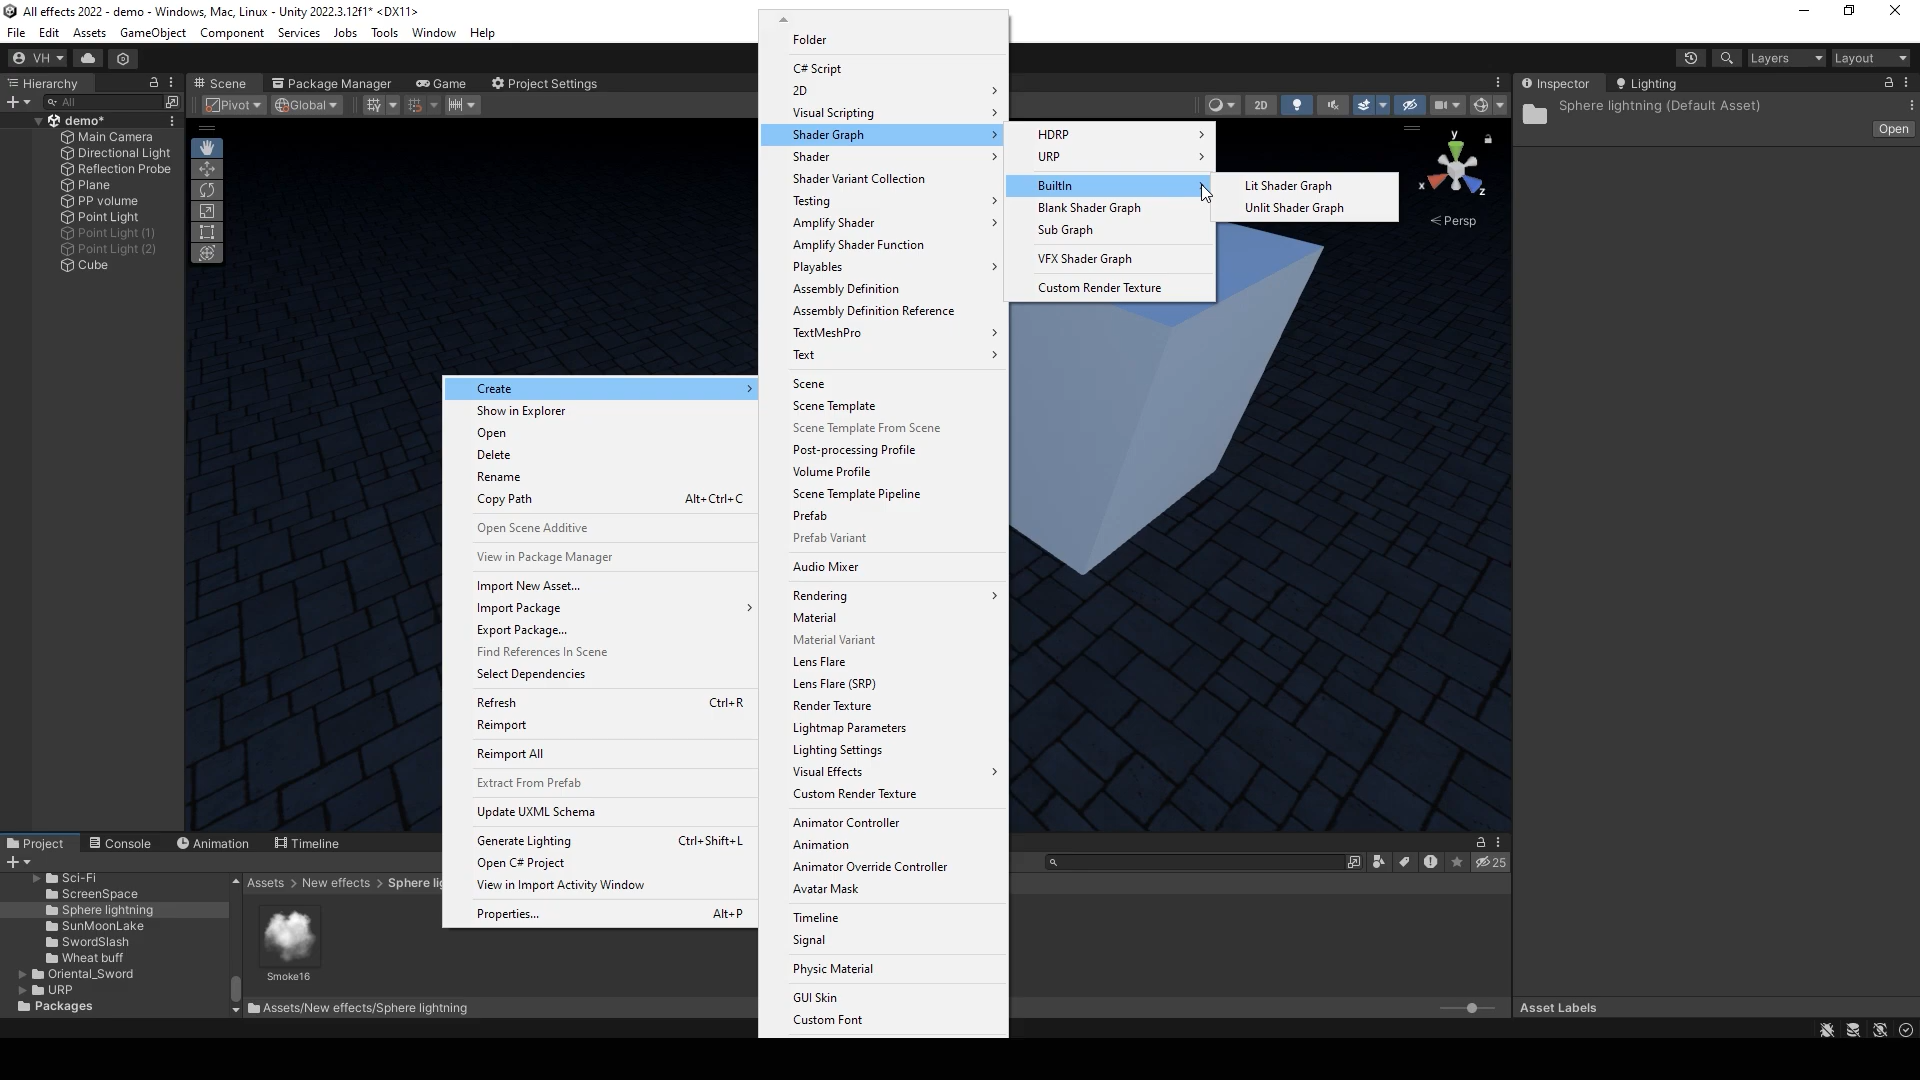 All effects 2022 - demo - Windows, Mac, Linux - Unity 2022.3.12f1* <DX11>
File Edit Assets GameObject Component Services Jobs Tools Window Help
VH
Layers
Layout
Hierarchy
All
demo*
Main Camera
Directional Light
Reflection Probe
Plane
PP volume
Point Light
Point Light (1)
Point Light (2)
Cube
Scene
Package Manager
Game
Project Settings
Pivot
Global
2D
y
x
z
< Persp
Inspector
Lighting
Sphere lightning (Default Asset)
Open
Create
Show in Explorer
Open
Delete
Rename
Copy Path Alt+Ctrl+C
Open Scene Additive
View in Package Manager
Import New Asset...
Import Package
Export Package...
Find References In Scene
Select Dependencies
Refresh Ctrl+R
Reimport
Reimport All
Extract From Prefab
Update UXML Schema
Generate Lighting Ctrl+Shift+L
Open C# Project
View in Import Activity Window
Properties... Alt+P
Folder
C# Script
2D
Visual Scripting
Shader Graph
Shader
Shader Variant Collection
Testing
Amplify Shader
Amplify Shader Function
Playables
Assembly Definition
Assembly Definition Reference
TextMeshPro
Text
Scene
Scene Template
Scene Template From Scene
Post-processing Profile
Volume Profile
Scene Template Pipeline
Prefab
Prefab Variant
Audio Mixer
Rendering
Material
Material Variant
Lens Flare
Lens Flare (SRP)
Render Texture
Lightmap Parameters
Lighting Settings
Visual Effects
Custom Render Texture
Animator Controller
Animation
Animator Override Controller
Avatar Mask
Timeline
Signal
Physic Material
GUI Skin
Custom Font
HDRP
URP
BuiltIn
Blank Shader Graph
Sub Graph
VFX Shader Graph
Custom Render Texture
Lit Shader Graph
Unlit Shader Graph
Project
Console
Animation
Timeline
25
Sci-Fi
ScreenSpace
Sphere lightning
SunMoonLake
SwordSlash
Wheat buff
Oriental_Sword
URP
Packages
Assets > New effects > Sphere lig
Smoke16
Assets/New effects/Sphere lightning
Asset Labels